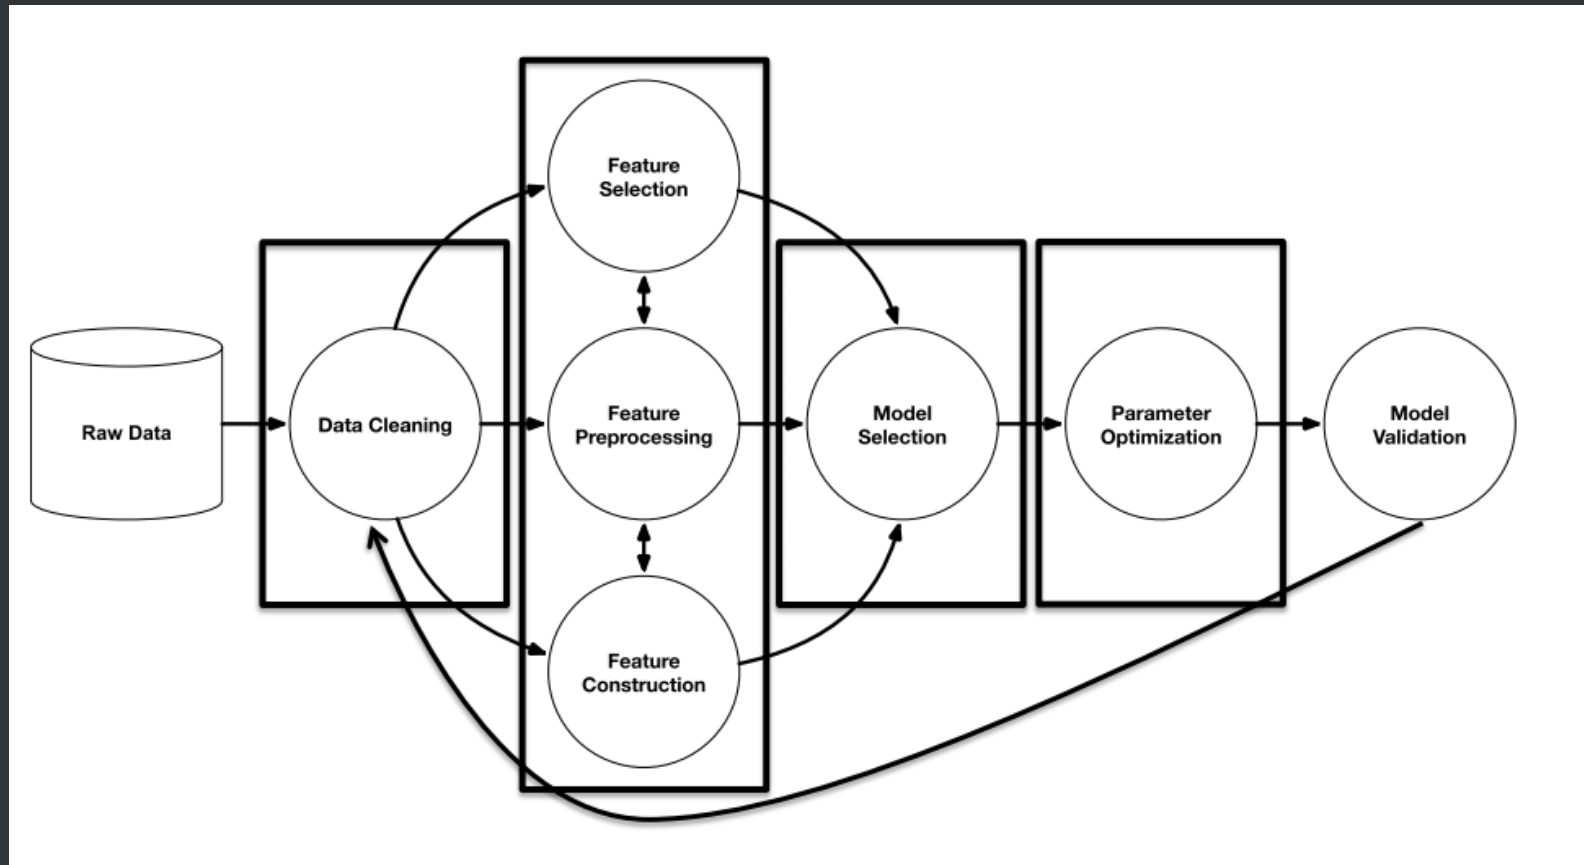 Raw Data
Data Cleaning
Feature
Selection
Feature
Preprocessing
Feature
Construction
Model
Selection
Parameter
Optimization
Model
Validation